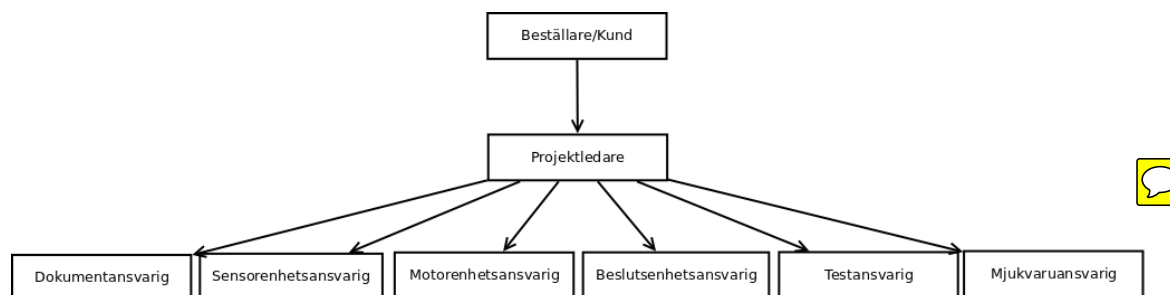 Beställare/Kund
Projektledare
Dokumentansvarig
Sensorenhetsansvarig
Motorenhetsansvarig
Beslutsenhetsansvarig
Testansvarig
Mjukvaruansvarig